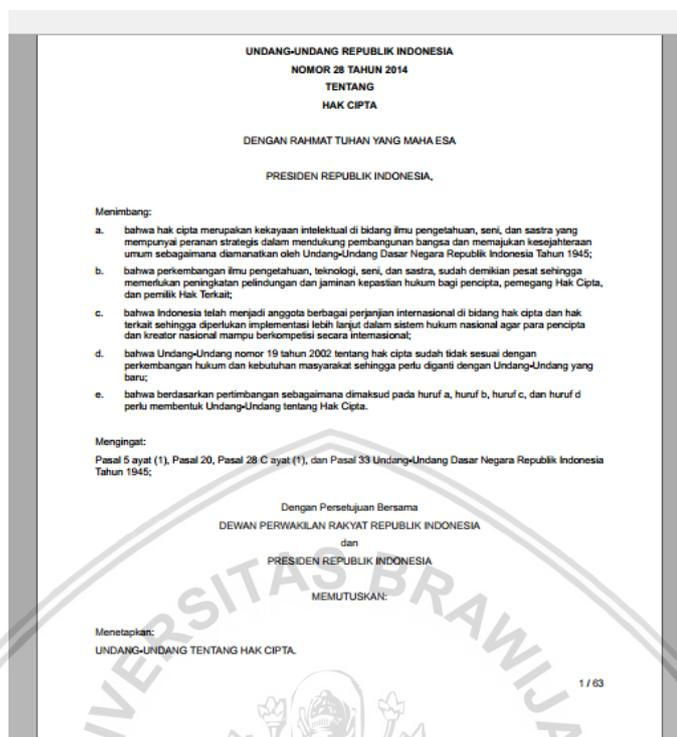 UNDANG-UNDANG REPUBLIK INDONESIA
NOMOR 28 TAHUN 2014
TENTANG
HAK CIPTA
DENGAN RAHMAT TUHAN YANG MAHA ESA
PRESIDEN REPUBLIK INDONESIA,
Menimbang:
a. bahwa hak cipta merupakan kekayaan intelektual di bidang ilmu pengetahuan, seni, dan sastra yang
mempunyai peranan strategis dalam mendukung pembangunan bangsa dan memajukan kesejahteraan
umum sebagaimana diamanatkan oleh Undang-Undang Dasar Negara Republik Indonesia Tahun 1945;
b. bahwa perkembangan ilmu pengetahuan, teknologi, seni, dan sastra, sudah demikian pesat sehingga
memerlukan peningkatan pelindungan dan jaminan kepastian hukum bagi pencipta, pemegang Hak Cipta,
dan pemilik Hak Terkait;
c. bahwa Indonesia telah menjadi anggota berbagai perjanjian internasional di bidang hak cipta dan hak
terkait sehingga diperlukan implementasi lebih lanjut dalam sistem hukum nasional agar para pencipta
dan kreator nasional mampu berkompetisi secara internasional;
d. bahwa Undang-Undang nomor 19 tahun 2002 tentang hak cipta sudah tidak sesuai dengan
perkembangan hukum dan kebutuhan masyarakat sehingga perlu diganti dengan Undang-Undang yang
baru;
e. bahwa berdasarkan pertimbangan sebagaimana dimaksud pada huruf a, huruf b, huruf c, dan huruf d
perlu membentuk Undang-Undang tentang Hak Cipta.
Mengingat:
Pasal 5 ayat (1), Pasal 20, Pasal 28 C ayat (1), dan Pasal 33 Undang-Undang Dasar Negara Republik Indonesia
Tahun 1945;
Dengan Persetujuan Bersama
DEWAN PERWAKILAN RAKYAT REPUBLIK INDONESIA
dan
PRESIDEN REPUBLIK INDONESIA
MEMUTUSKAN:
Menetapkan:
UNDANG-UNDANG TENTANG HAK CIPTA.
1 / 63
VERSITAS BRAWIJA